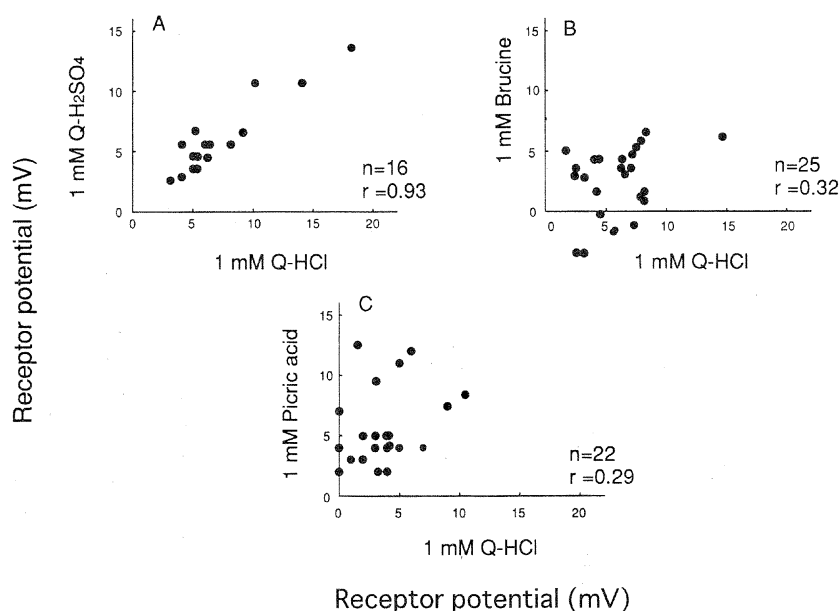 A
15
10
5
0
1 mM Q-H2SO4
n=16
r =0.93
0 5 10 15 20
1 mM Q-HCl
B
15
10
5
0
1 mM Brucine
n=25
r =0.32
0 5 10 15 20
1 mM Q-HCl
C
15
10
5
0
1 mM Picric acid
n=22
r =0.29
0 5 10 15 20
1 mM Q-HCl
Receptor potential (mV)
Receptor potential (mV)